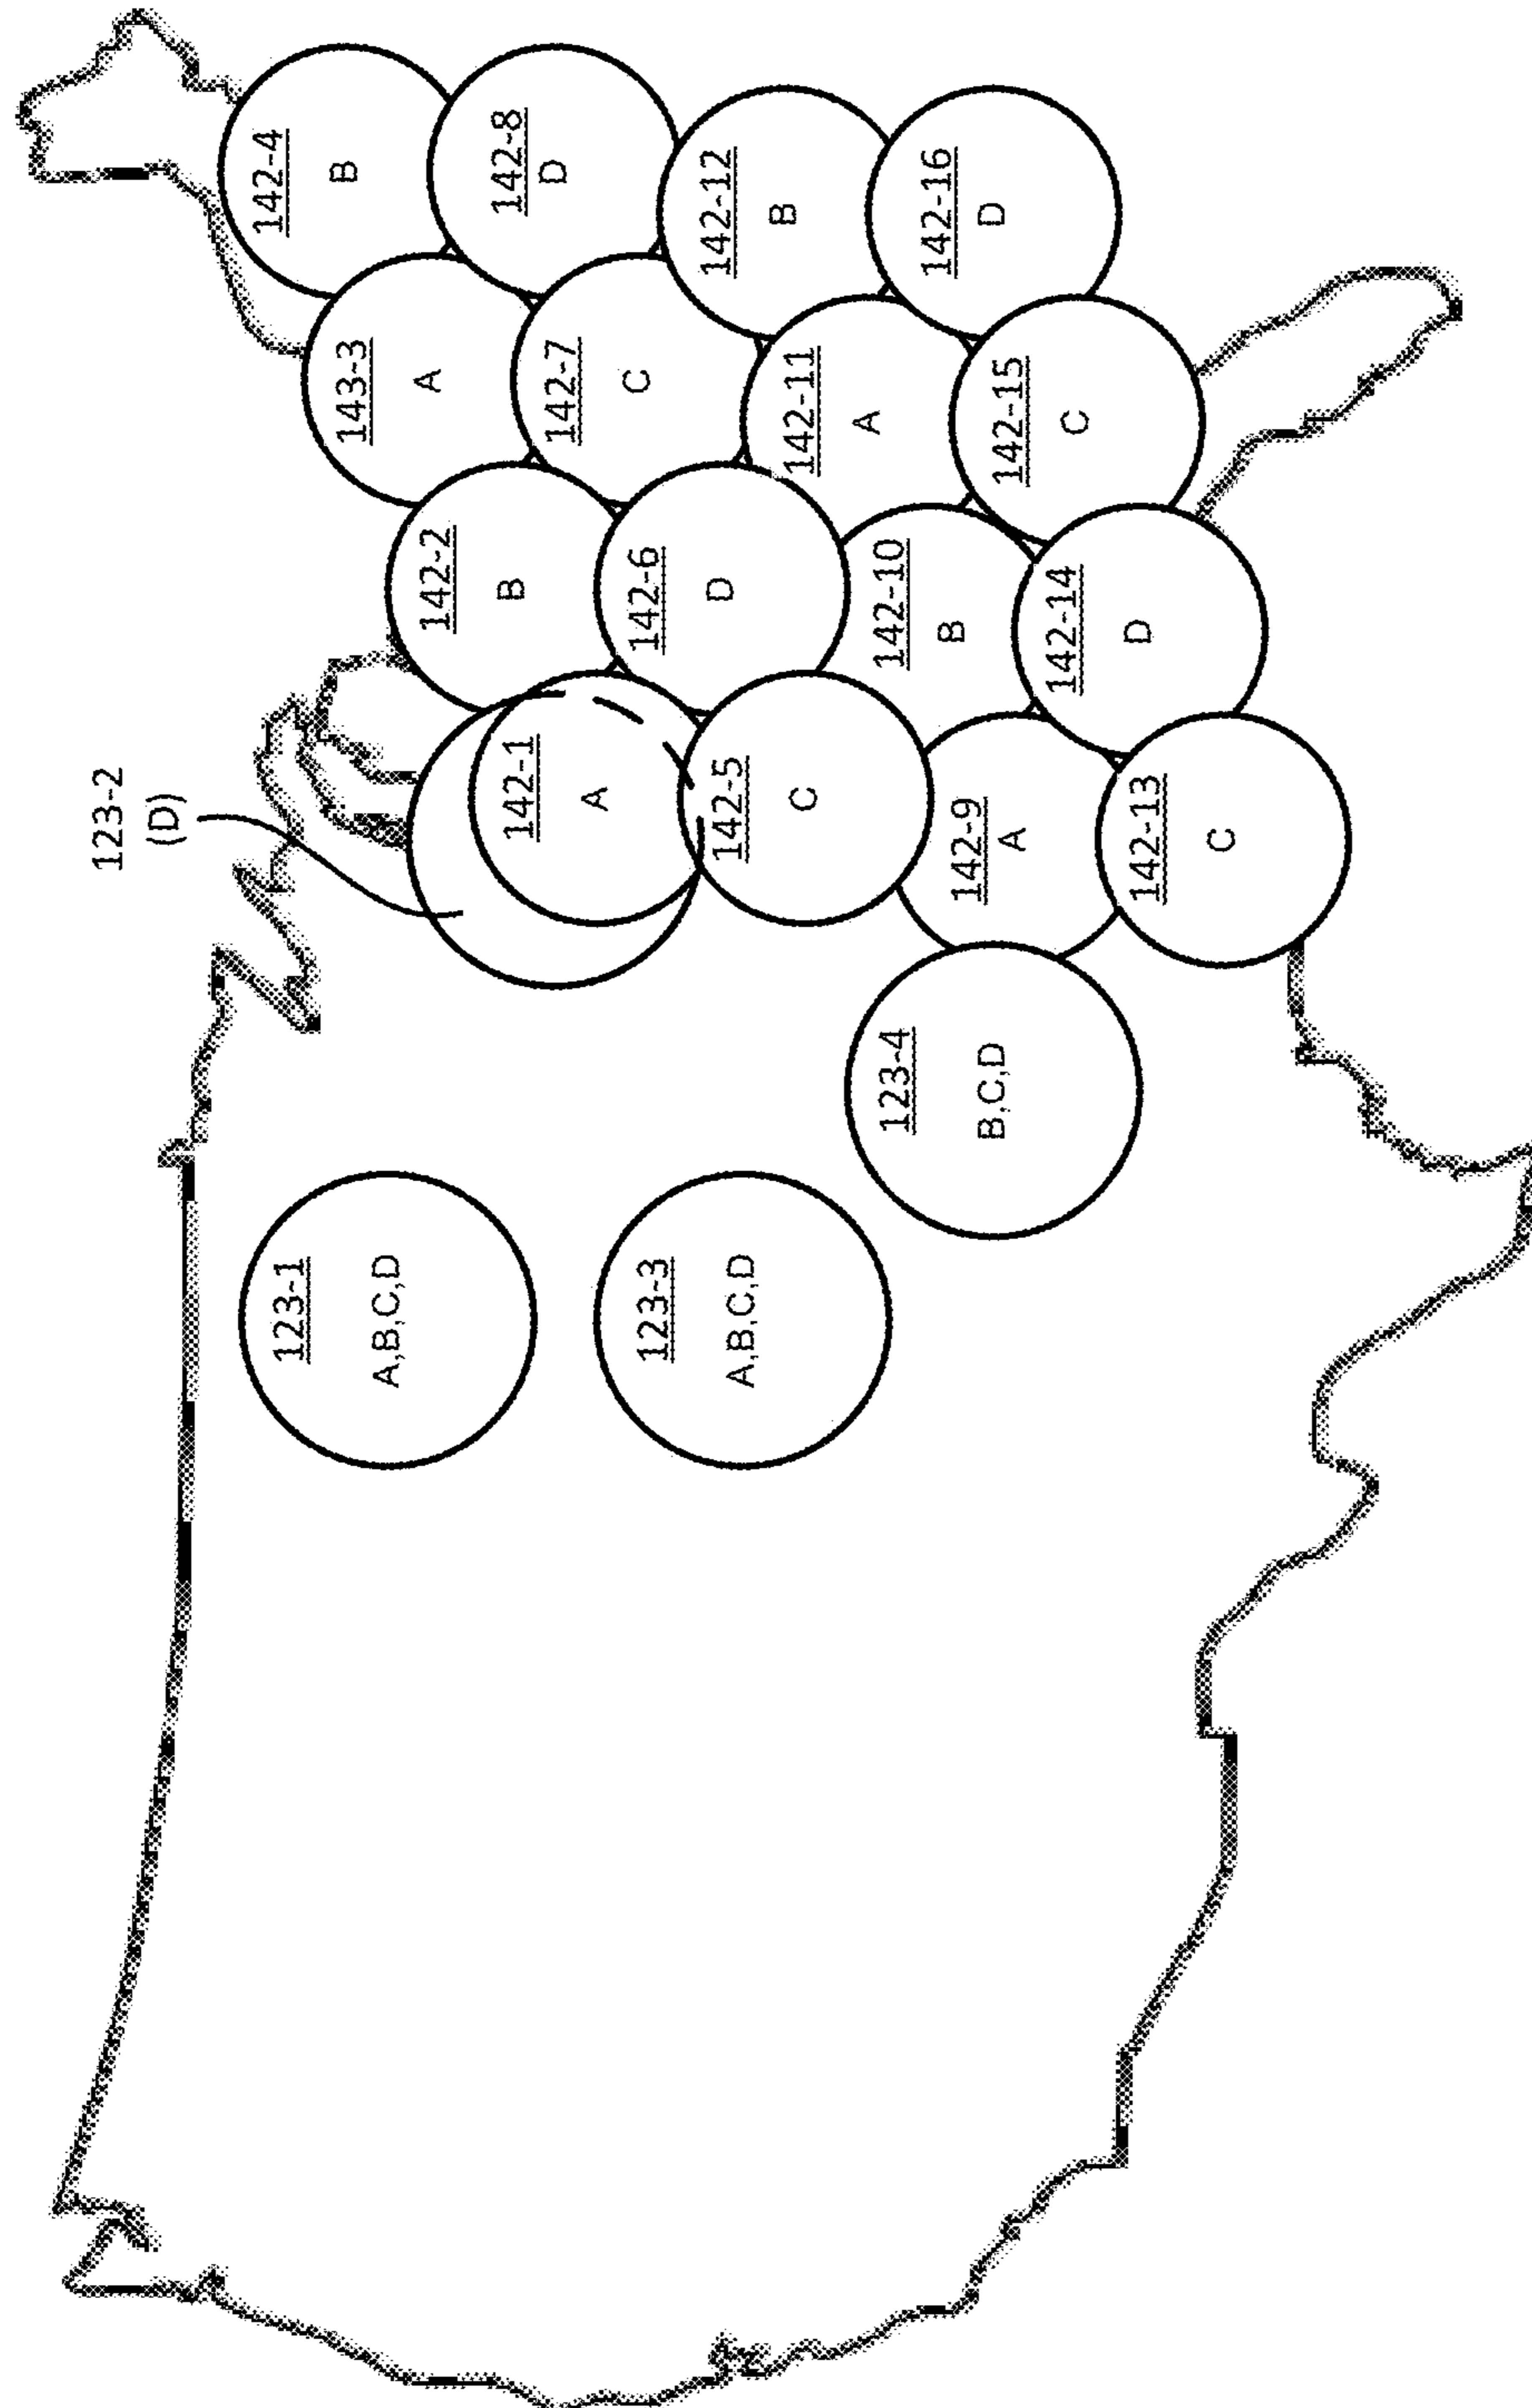 123-2
(D)
142-4
B
143-3
A
142-8
D
142-2
B
142-7
C
142-1
A
142-6
D
142-12
B
142-11
A
142-16
D
142-5
C
142-10
B
142-15
C
142-9
A
142-14
D
142-13
C
123-1
A,B,C,D
123-3
A,B,C,D
123-4
B,C,D